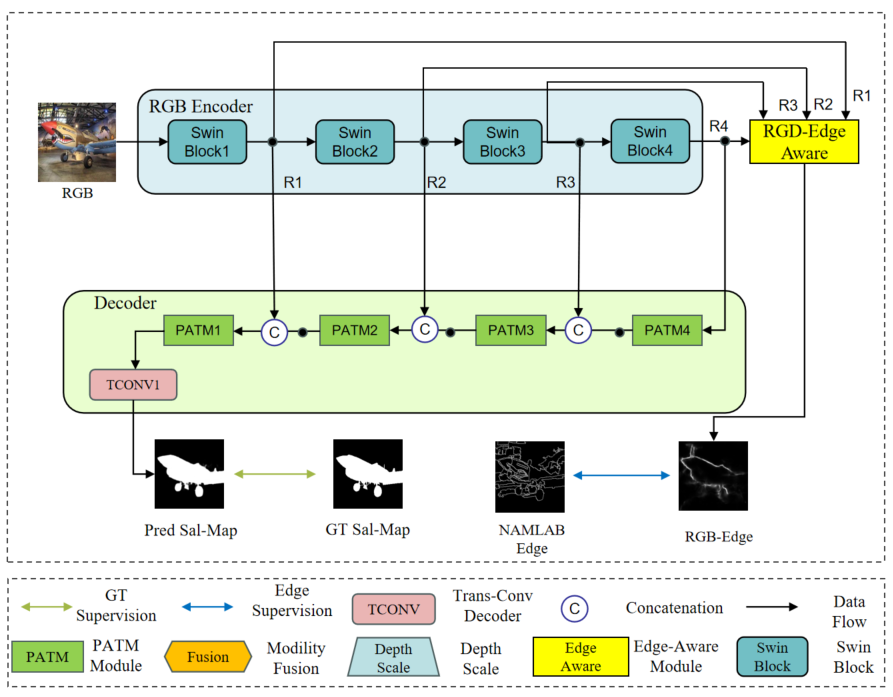 RGB Encoder
Swin
Block1
Swin
Block2
Swin
Block3
Swin
Block4
R4
R3
R2
R1
RGD-Edge
Aware
RGB
R1
R2
R3
Decoder
PATM1
C
PATM2
C
PATM3
C
PATM4
TCONV1
Pred Sal-Map
GT Sal-Map
NAMLAB
Edge
RGB-Edge
GT
Supervision
Edge
Supervision
TCONV
Trans-Conv
Decoder
C
Concatenation
Data
Flow
PATM
PATM
Module
Fusion
Modility
Fusion
Depth
Scale
Depth
Scale
Edge
Aware
Edge-Aware
Module
Swin
Block
Swin
Block